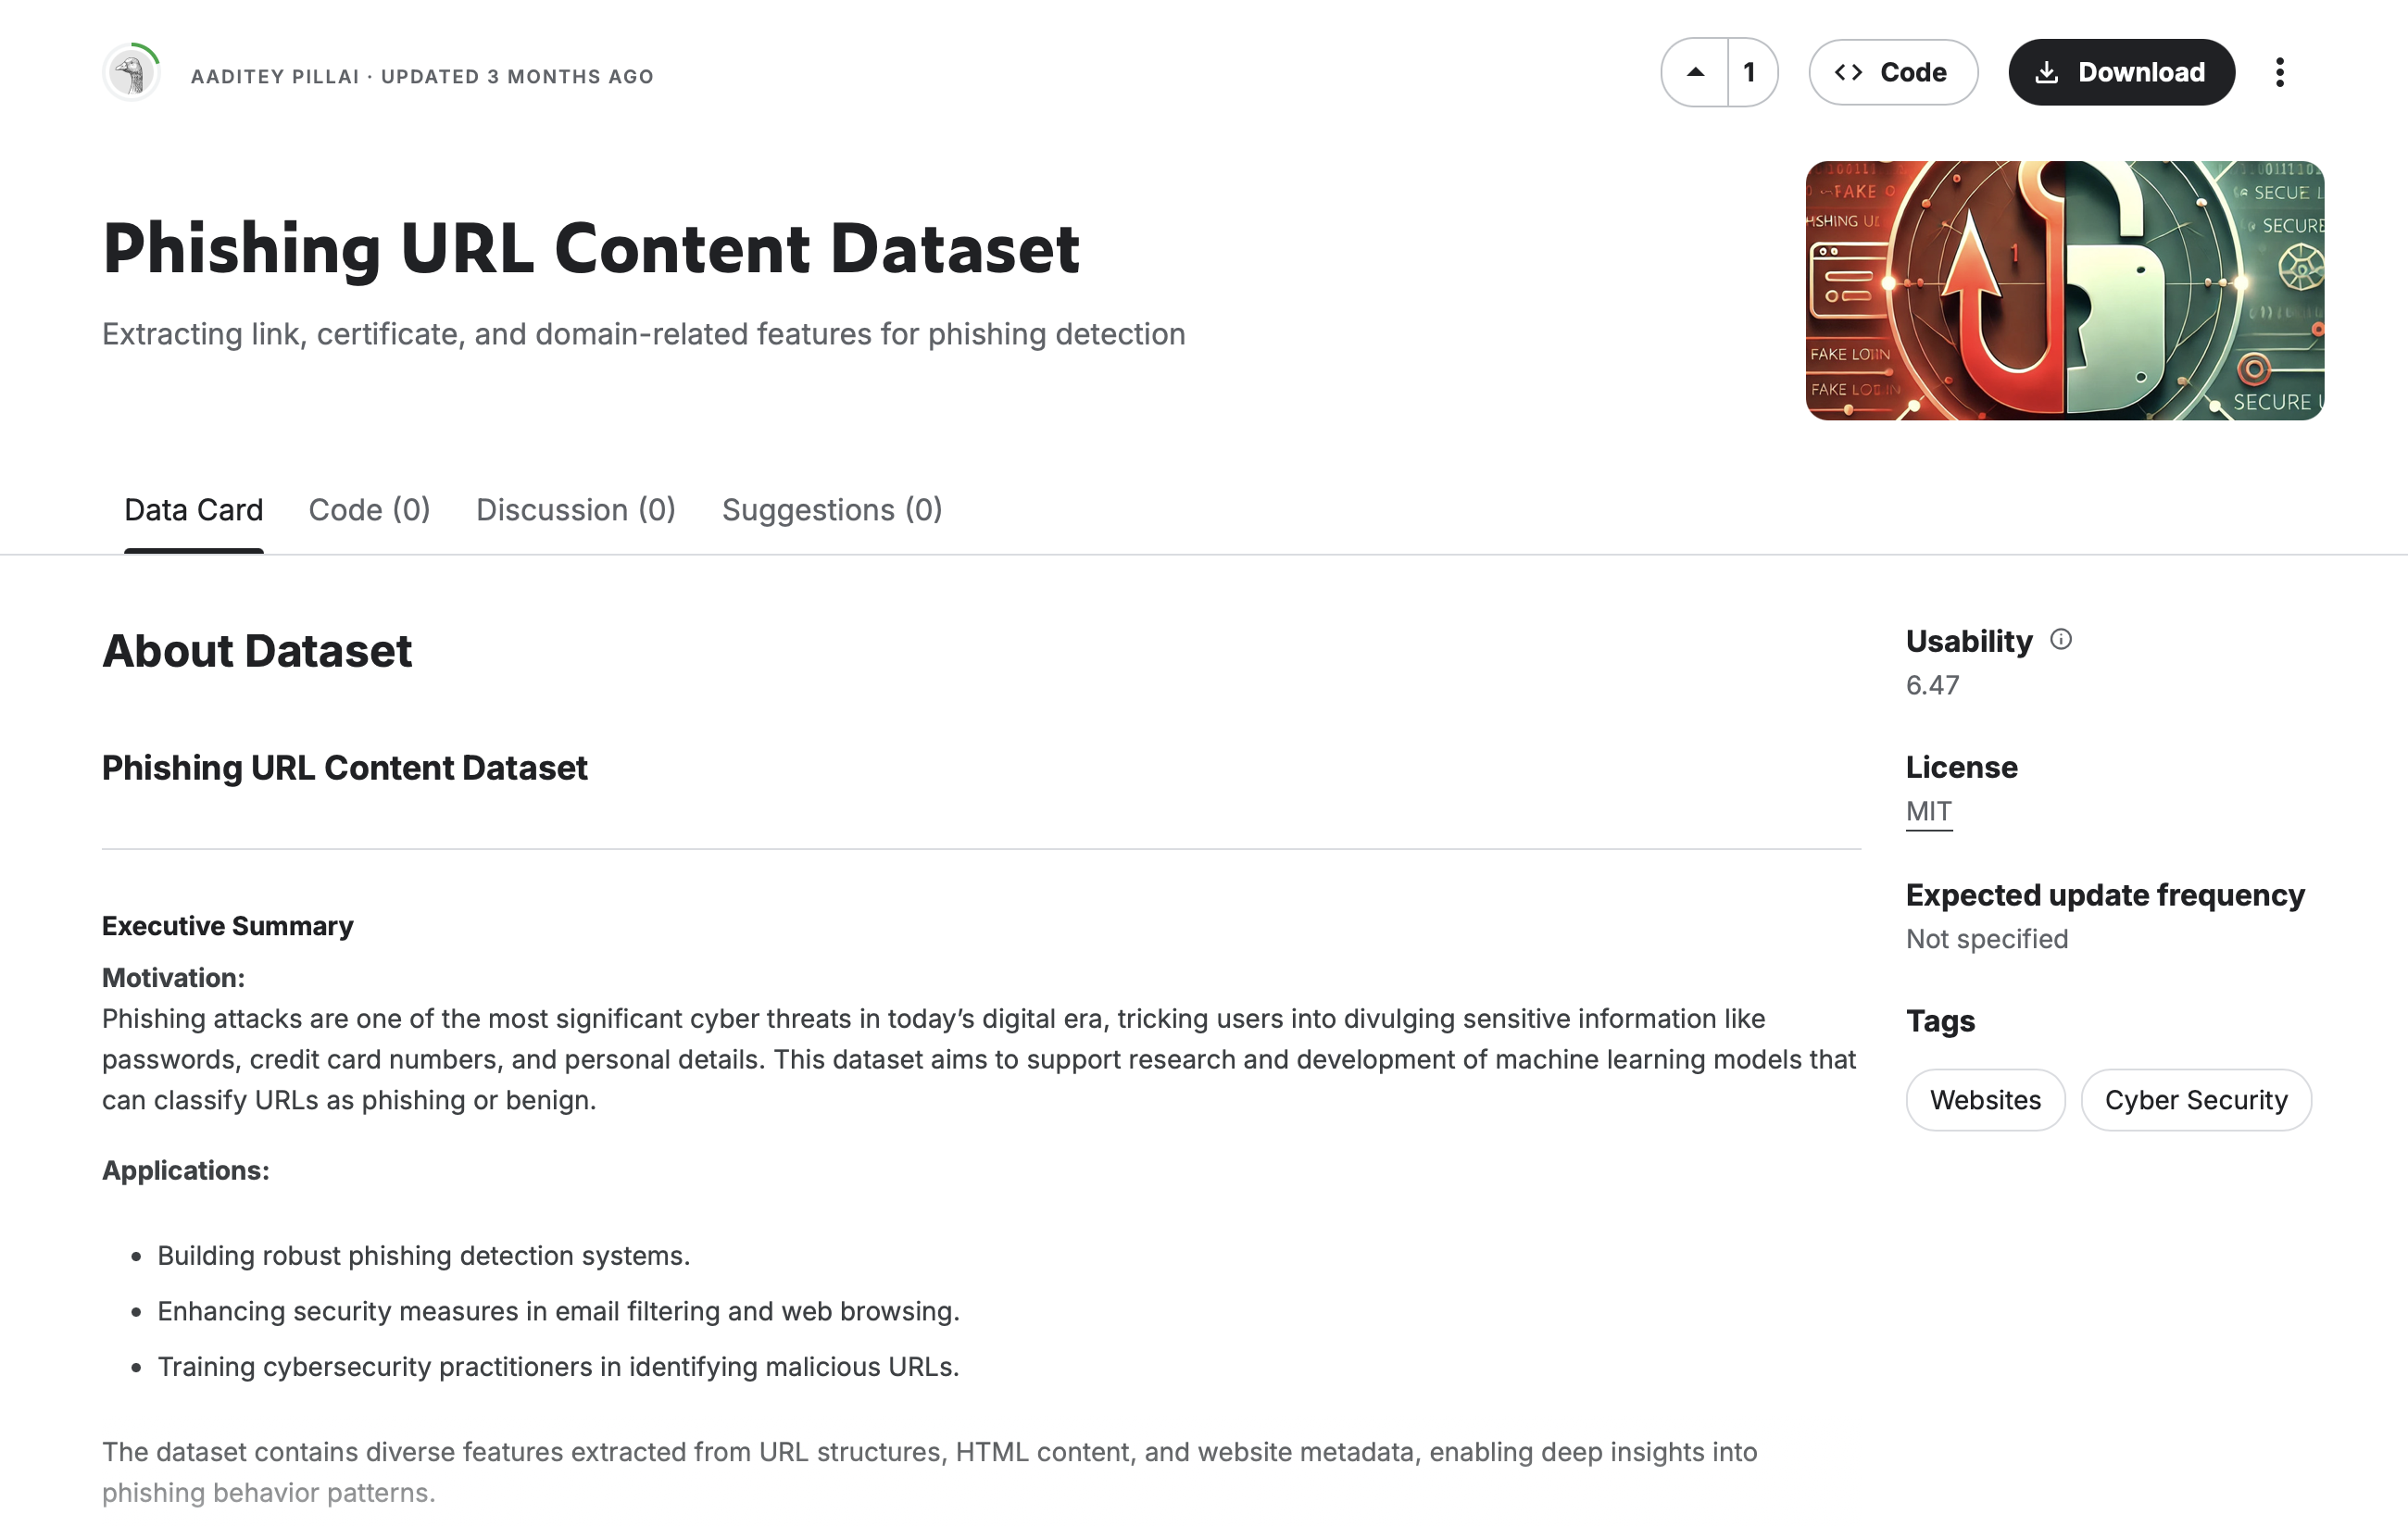 AADITEY PILLAI · UPDATED 3 MONTHS AGO
1
Code
Download
Phishing URL Content Dataset
Extracting link, certificate, and domain-related features for phishing detection
FAKE
FAKE
SECURE
SECURE
Data Card
Code (0)
Discussion (0)
Suggestions (0)
About Dataset
Phishing URL Content Dataset
Executive Summary
Motivation:
Phishing attacks are one of the most significant cyber threats in today’s digital era, tricking users into divulging sensitive information like
passwords, credit card numbers, and personal details. This dataset aims to support research and development of machine learning models that
can classify URLs as phishing or benign.
Applications:
• Building robust phishing detection systems.
• Enhancing security measures in email filtering and web browsing.
• Training cybersecurity practitioners in identifying malicious URLs.
The dataset contains diverse features extracted from URL structures, HTML content, and website metadata, enabling deep insights into
phishing behavior patterns.
Usability
6.47
License
MIT
Expected update frequency
Not specified
Tags
Websites
Cyber Security